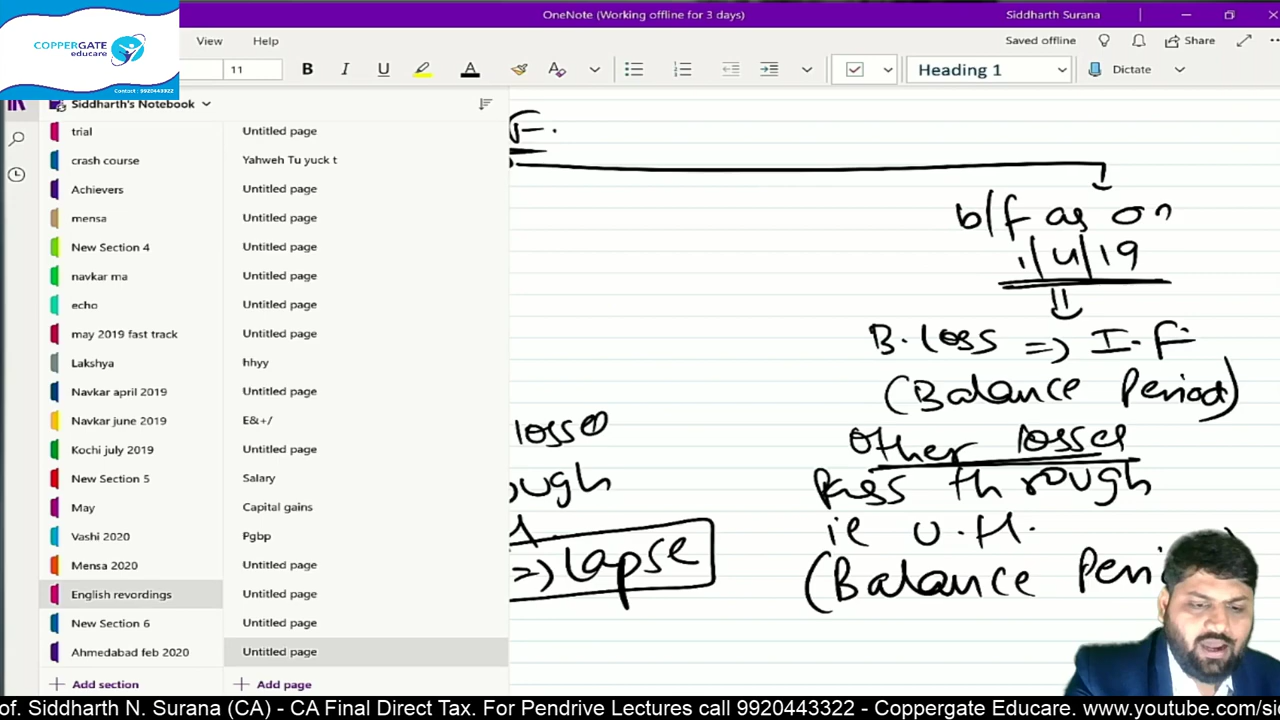 COPPERGATE
educare
Contact : 9920443322
OneNote (Working offline for 3 days)
Siddharth Surana
View
Help
Saved offline
Share
11
B
I
U
A
Heading 1
Dictate
Siddharth's Notebook
trial
Untitled page
crash course
Yahweh Tu yuck t
Achievers
Untitled page
mensa
Untitled page
New Section 4
Untitled page
navkar ma
Untitled page
echo
Untitled page
may 2019 fast track
Untitled page
Lakshya
hhyy
Navkar april 2019
Untitled page
Navkar june 2019
E&+/
Kochi july 2019
Untitled page
New Section 5
Salary
May
Capital gains
Vashi 2020
Pgbp
Mensa 2020
Untitled page
English revordings
Untitled page
New Section 6
Untitled page
Ahmedabad feb 2020
Untitled page
Add section
Add page
F.
b/f as on
1/4/19
B. loss => I.F.
(Balance Period)
Other losses
pass through
ie U.H.
(Balance Peri
losse
ough
=> lapse
of. Siddharth N. Surana (CA) - CA Final Direct Tax. For Pendrive Lectures call 9920443322 - Coppergate Educare. www.youtube.com/si